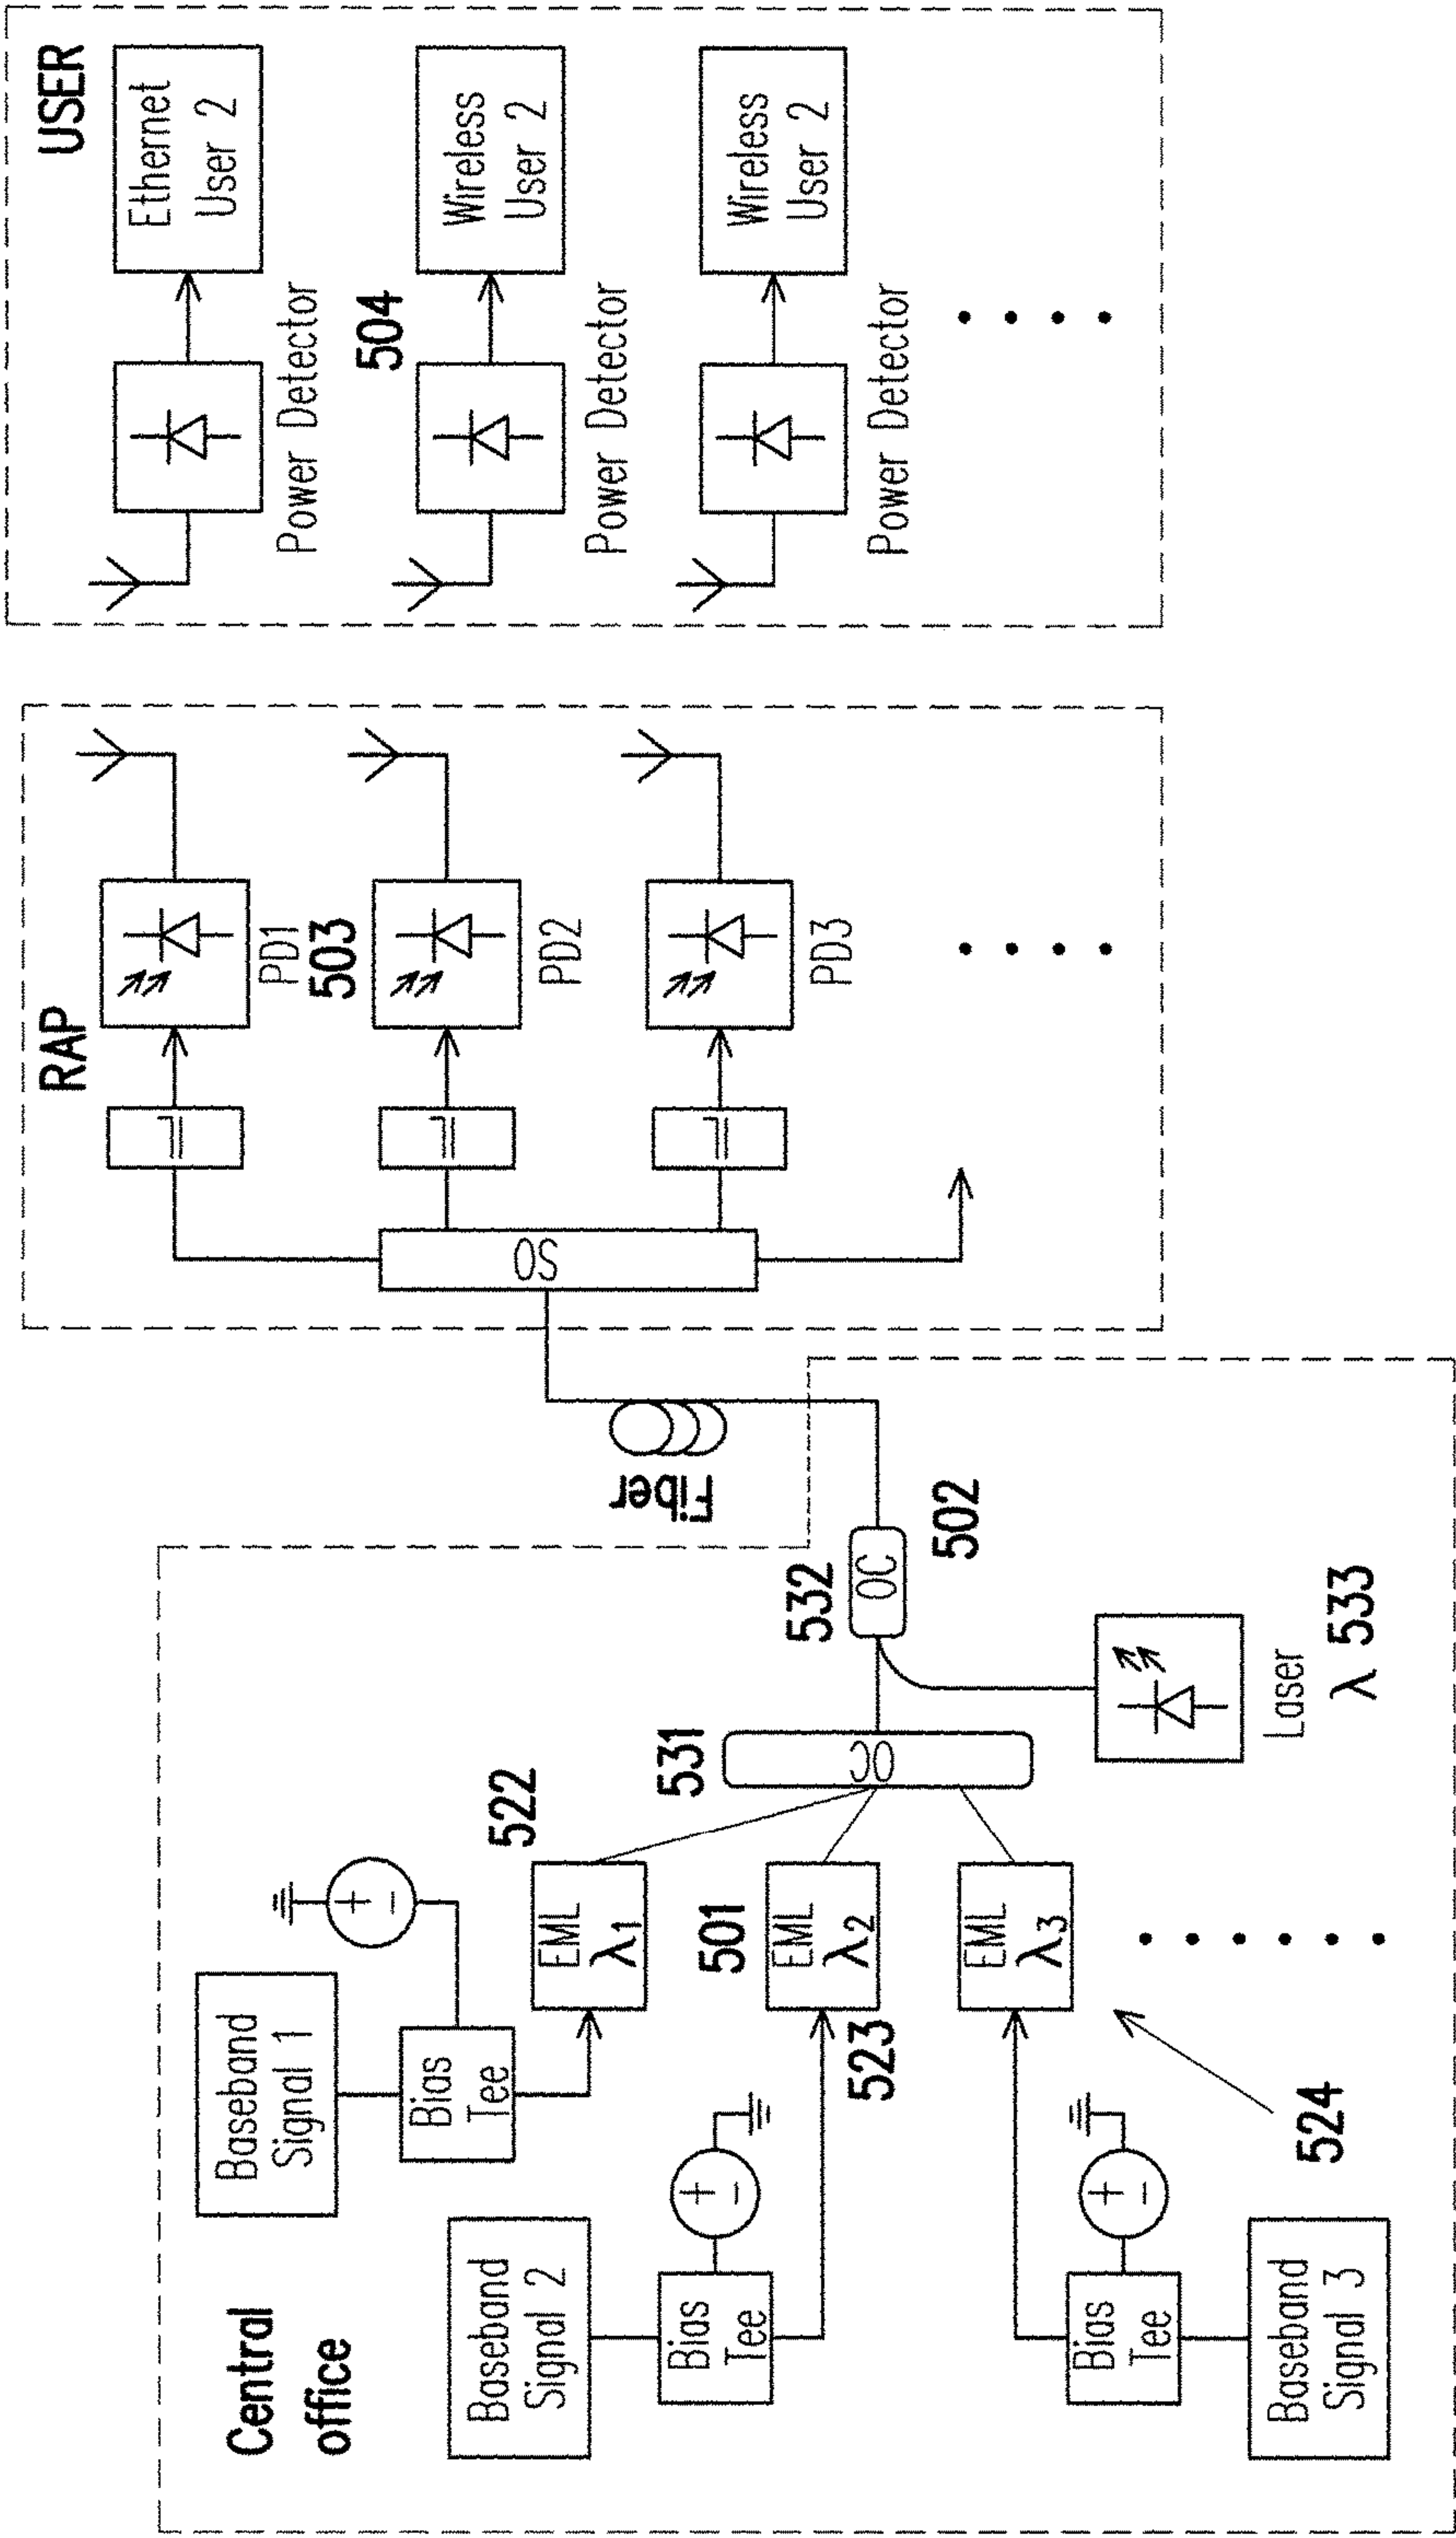 Central
office
Baseband
Signal 1
Bias
Tee
EML
λ1
522
Baseband
Signal 2
Bias
Tee
523
501
EML
λ2
Baseband
Signal 3
Bias
Tee
524
EML
λ3
531
OC
532
OC
502
Laser
λ 533
Fiber
RAP
OS
PD1
503
PD2
PD3
USER
Power Detector
Ethernet
User 2
504
Power Detector
Wireless
User 2
Power Detector
Wireless
User 2